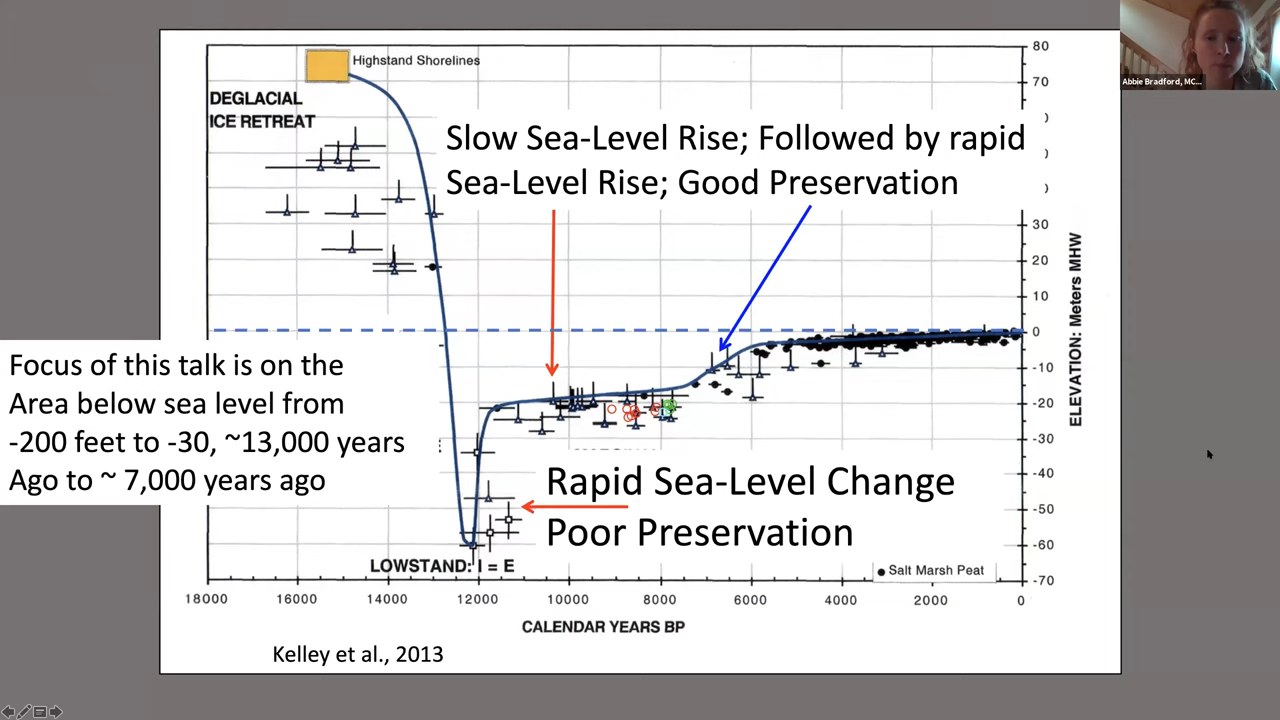 Highstand Shorelines
DEGLACIAL
ICE RETREAT
Slow Sea-Level Rise; Followed by rapid
Sea-Level Rise; Good Preservation
Abbie Bradford, MC...
80
70
30
20
10
0
-10
-20
-30
-40
-50
-60
-70
ELEVATION: Meters MHW
Focus of this talk is on the
Area below sea level from
-200 feet to -30, ~13,000 years
Ago to ~ 7,000 years ago
Rapid Sea-Level Change
Poor Preservation
LOWSTAND: I = E
Salt Marsh Peat
18000 16000 14000 12000 10000 8000 6000 4000 2000 0
CALENDAR YEARS BP
Kelley et al., 2013